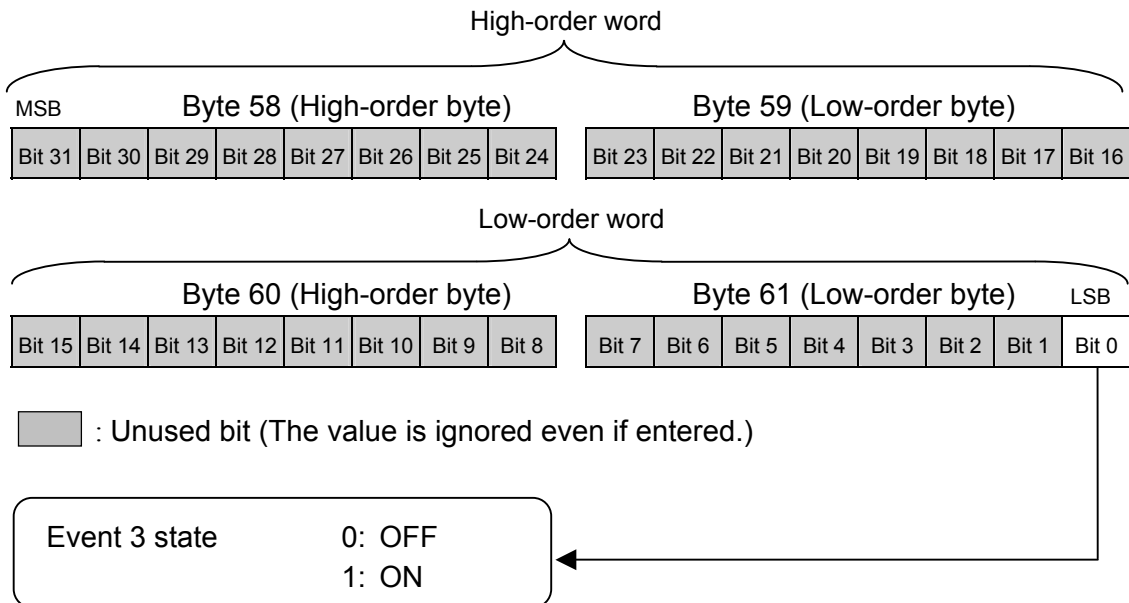 High-order word
MSB Byte 58 (High-order byte) Byte 59 (Low-order byte)
Bit 31 Bit 30 Bit 29 Bit 28 Bit 27 Bit 26 Bit 25 Bit 24 Bit 23 Bit 22 Bit 21 Bit 20 Bit 19 Bit 18 Bit 17 Bit 16
Low-order word
Byte 60 (High-order byte) Byte 61 (Low-order byte) LSB
Bit 15 Bit 14 Bit 13 Bit 12 Bit 11 Bit 10 Bit 9 Bit 8 Bit 7 Bit 6 Bit 5 Bit 4 Bit 3 Bit 2 Bit 1 Bit 0
: Unused bit (The value is ignored even if entered.)
Event 3 state 0: OFF
1: ON